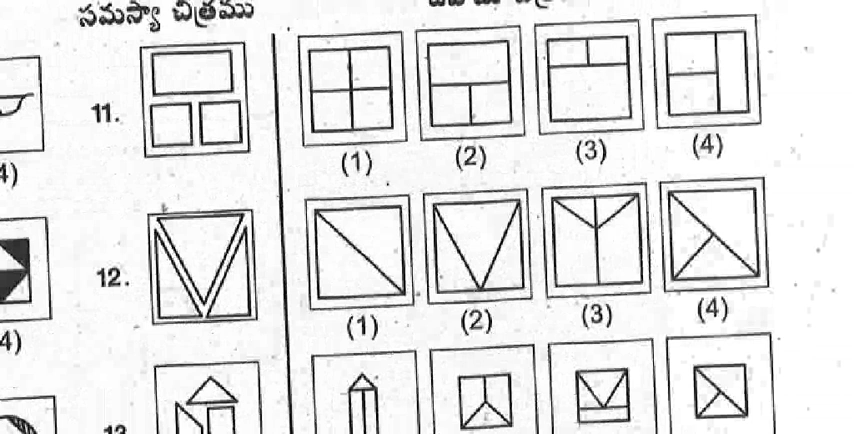 సమస్యా చిత్రము
11.
(1) (2) (3) (4)
4)
12.
(1) (2) (3) (4)
4)